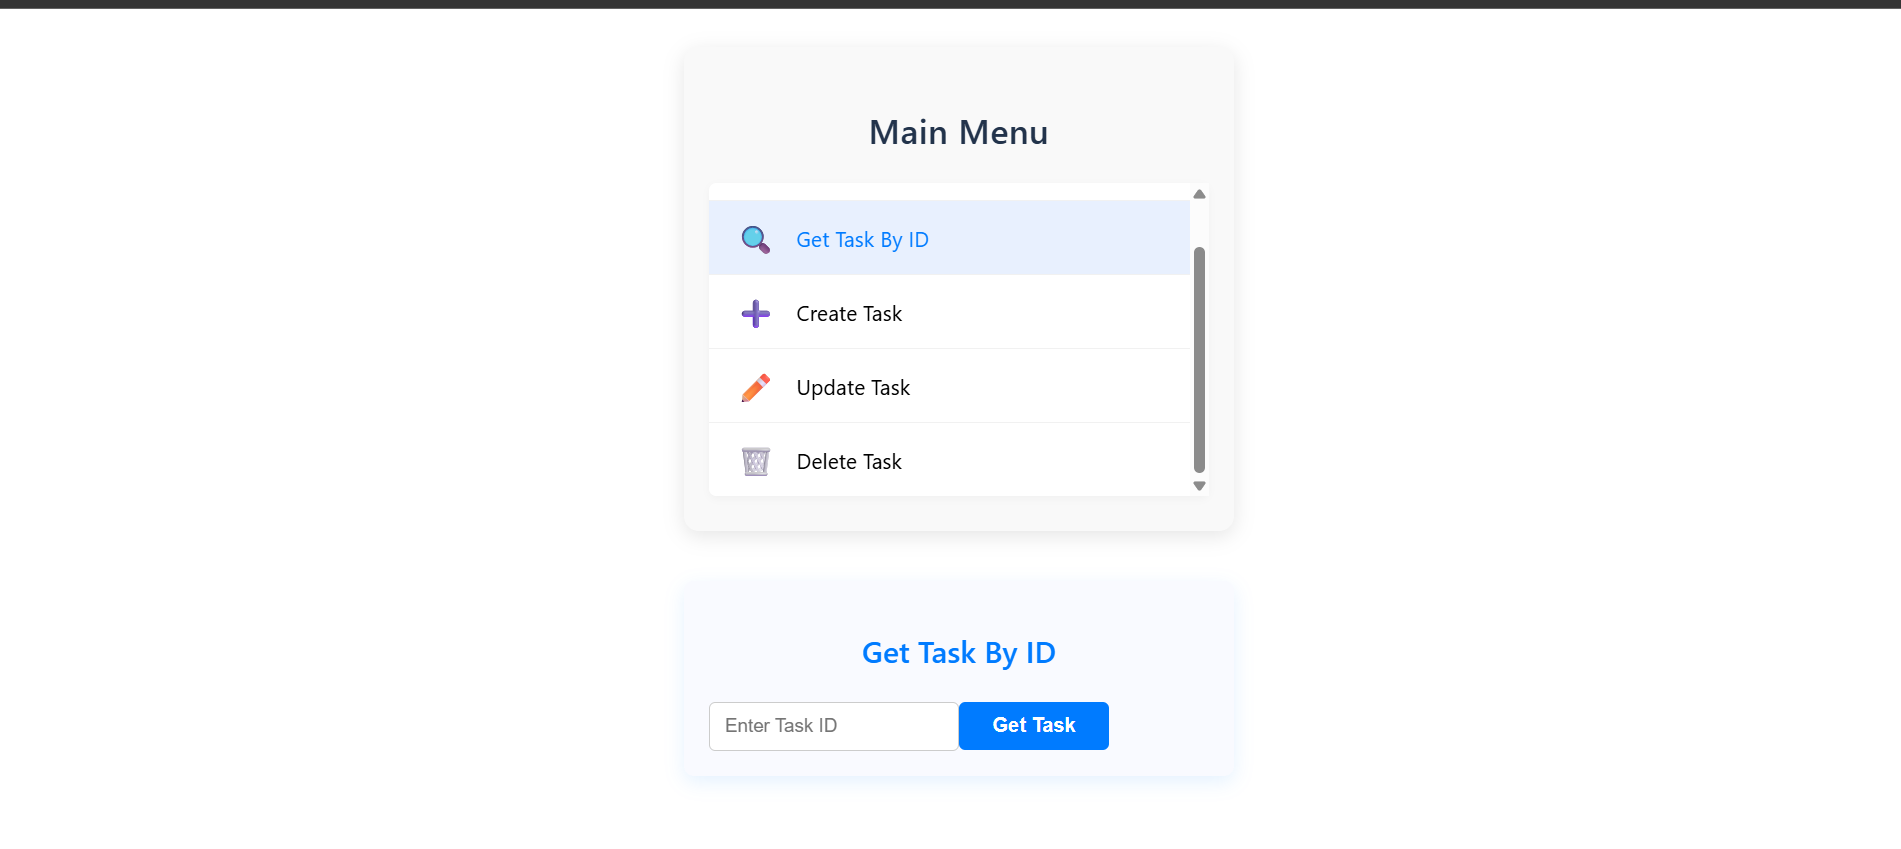 Main Menu
Get Task By ID
Create Task
Update Task
Delete Task
Get Task By ID
Enter Task ID
Get Task